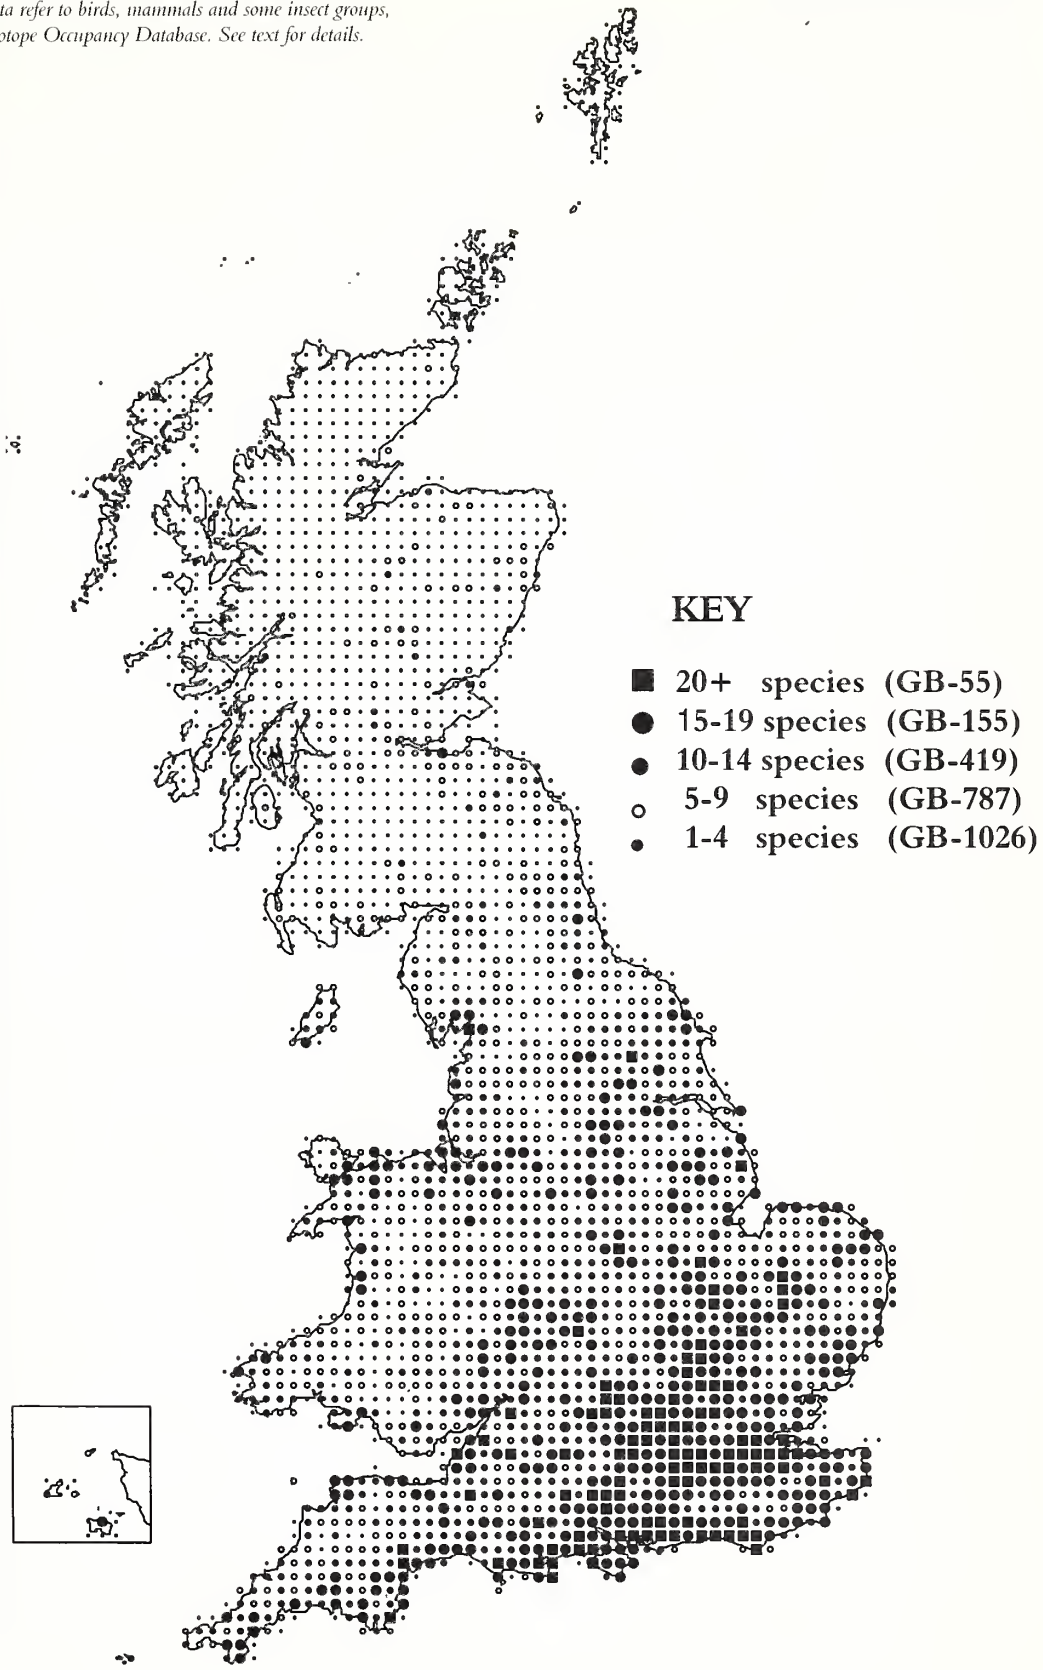 ta refer to birds, mammals and some insect groups,
otope Occupancy Database. See text for details.
KEY
20+ species (GB-55)
15-19 species (GB-155)
10-14 species (GB-419)
5-9 species (GB-787)
1-4 species (GB-1026)